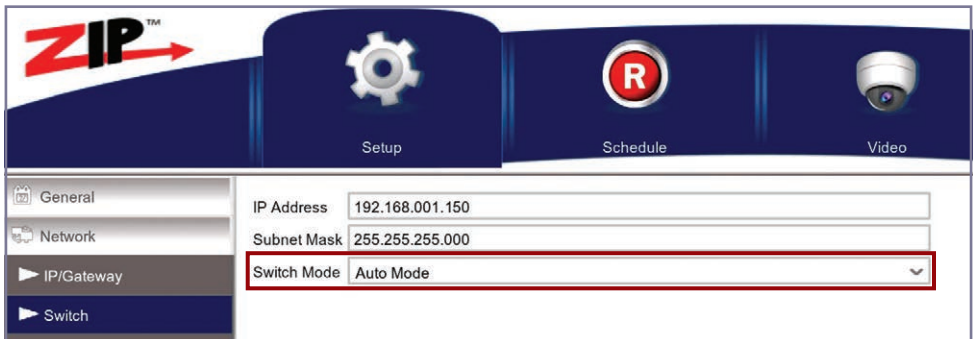 ZIP™
Setup
R
Schedule
Video
General
Network
IP/Gateway
Switch
IP Address 192.168.001.150
Subnet Mask 255.255.255.000
Switch Mode Auto Mode